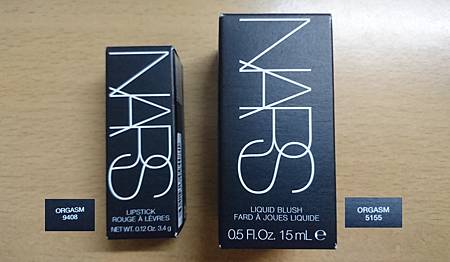 NARS
LIPSTICK
ROUGE À LÈVRES
NET WT. 0.12 Oz. 3.4 g
ORGASM
9408
NARS
LIQUID BLUSH
FARD À JOUES LIQUIDE
0.5 Fl.Oz. 15 mL e
ORGASM
5155